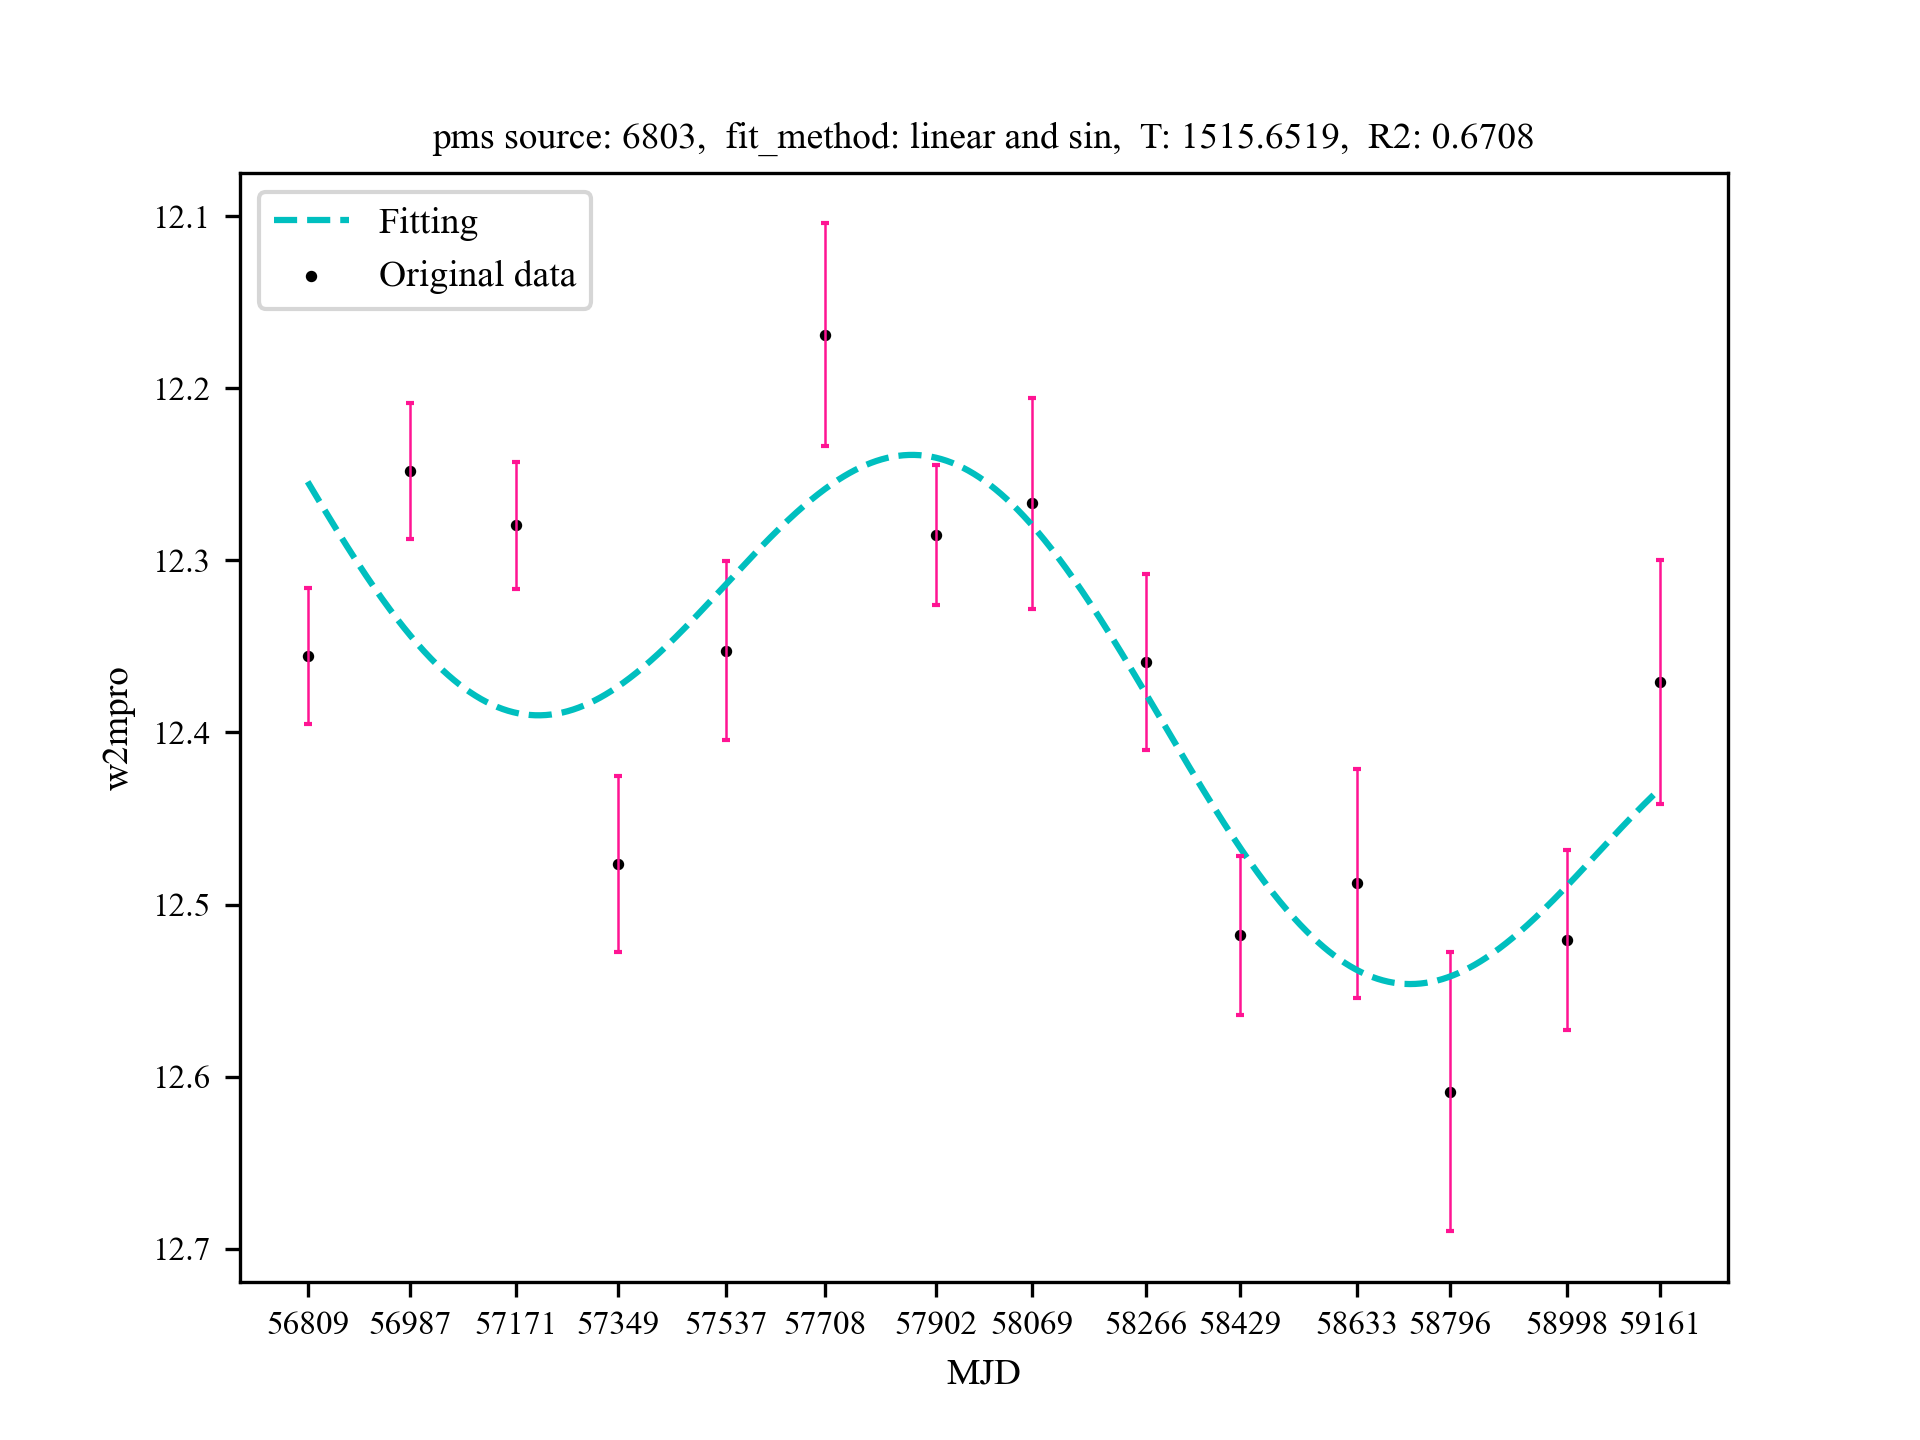 pms source: 6803,  fit_method: linear and sin,  T: 1515.6519,  R2: 0.6708
Fitting
Original data
12.1
12.2
12.3
12.4
12.5
12.6
12.7
w2mpro
56809 56987 57171 57349 57537 57708 57902 58069 58266 58429 58633 58796 58998 59161
MJD